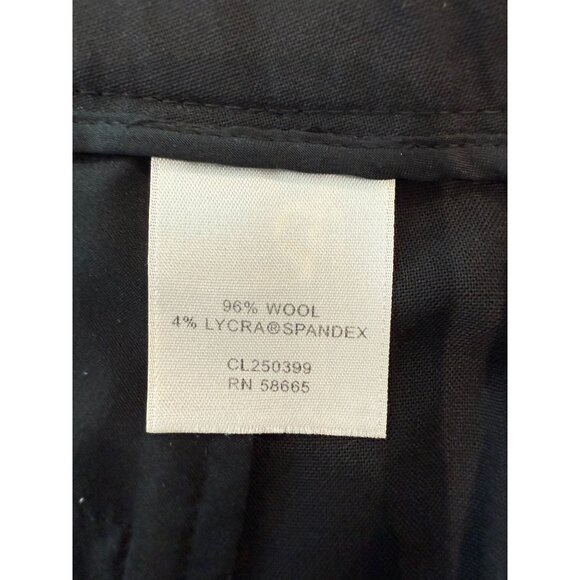 96% WOOL
4% LYCRA®SPANDEX
CL250399
RN 58665